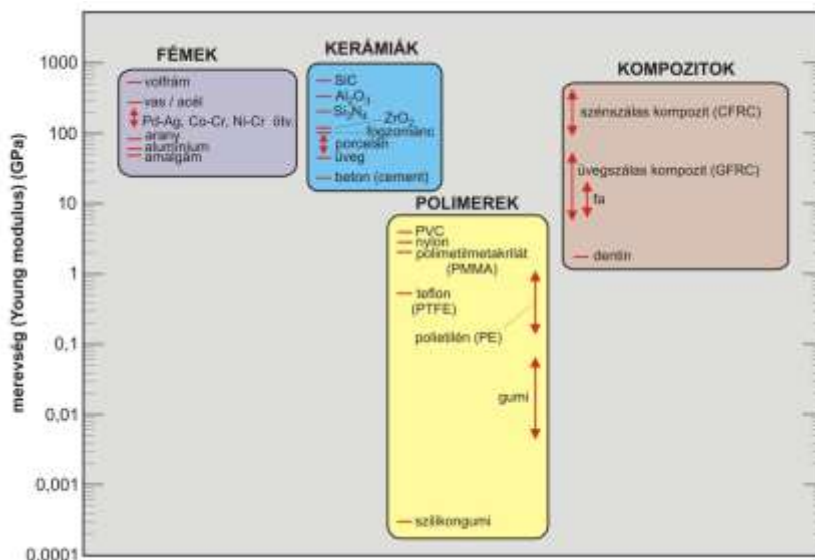 merevség (Young modulus) (GPa)
1000
100
10
1
0,1
0,01
0,001
0,0001
FÉMEK
volfrám
vas / acél
Pd-Ag, Co-Cr, Ni-Cr ötv.
arany
alumínium
amalgám
KERÁMIÁK
SiC
Al2O3
Si3N4
ZrO2
fogzománc
porcelán
üveg
beton (cement)
POLIMEREK
PVC
nylon
polimetilmetakrilát
(PMMA)
teflon
(PTFE)
polietilén (PE)
gumi
szilikongumi
KOMPOZITOK
szénszálas kompozit (CFRC)
üvegszálas kompozit (GFRC)
fa
dentin